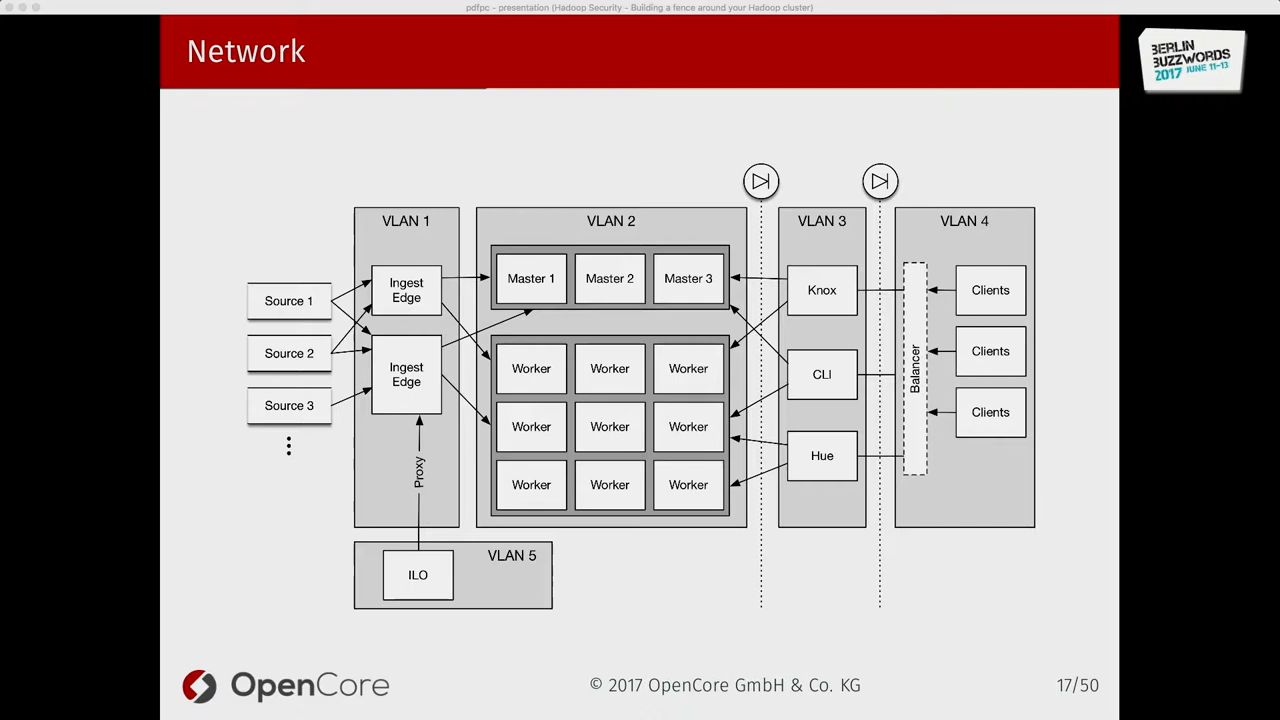 pdfpc - presentation (Hadoop Security - Building a fence around your Hadoop cluster)
Network
BERLIN
BUZZWORDS
2017 JUNE 11-13
VLAN 1
VLAN 2
VLAN 3
VLAN 4
Source 1
Source 2
Source 3
Ingest
Edge
Ingest
Edge
Proxy
Master 1
Master 2
Master 3
Worker
Worker
Worker
Worker
Worker
Worker
Worker
Worker
Worker
Knox
CLI
Hue
Balancer
Clients
Clients
Clients
VLAN 5
ILO
OpenCore
© 2017 OpenCore GmbH & Co. KG
17/50